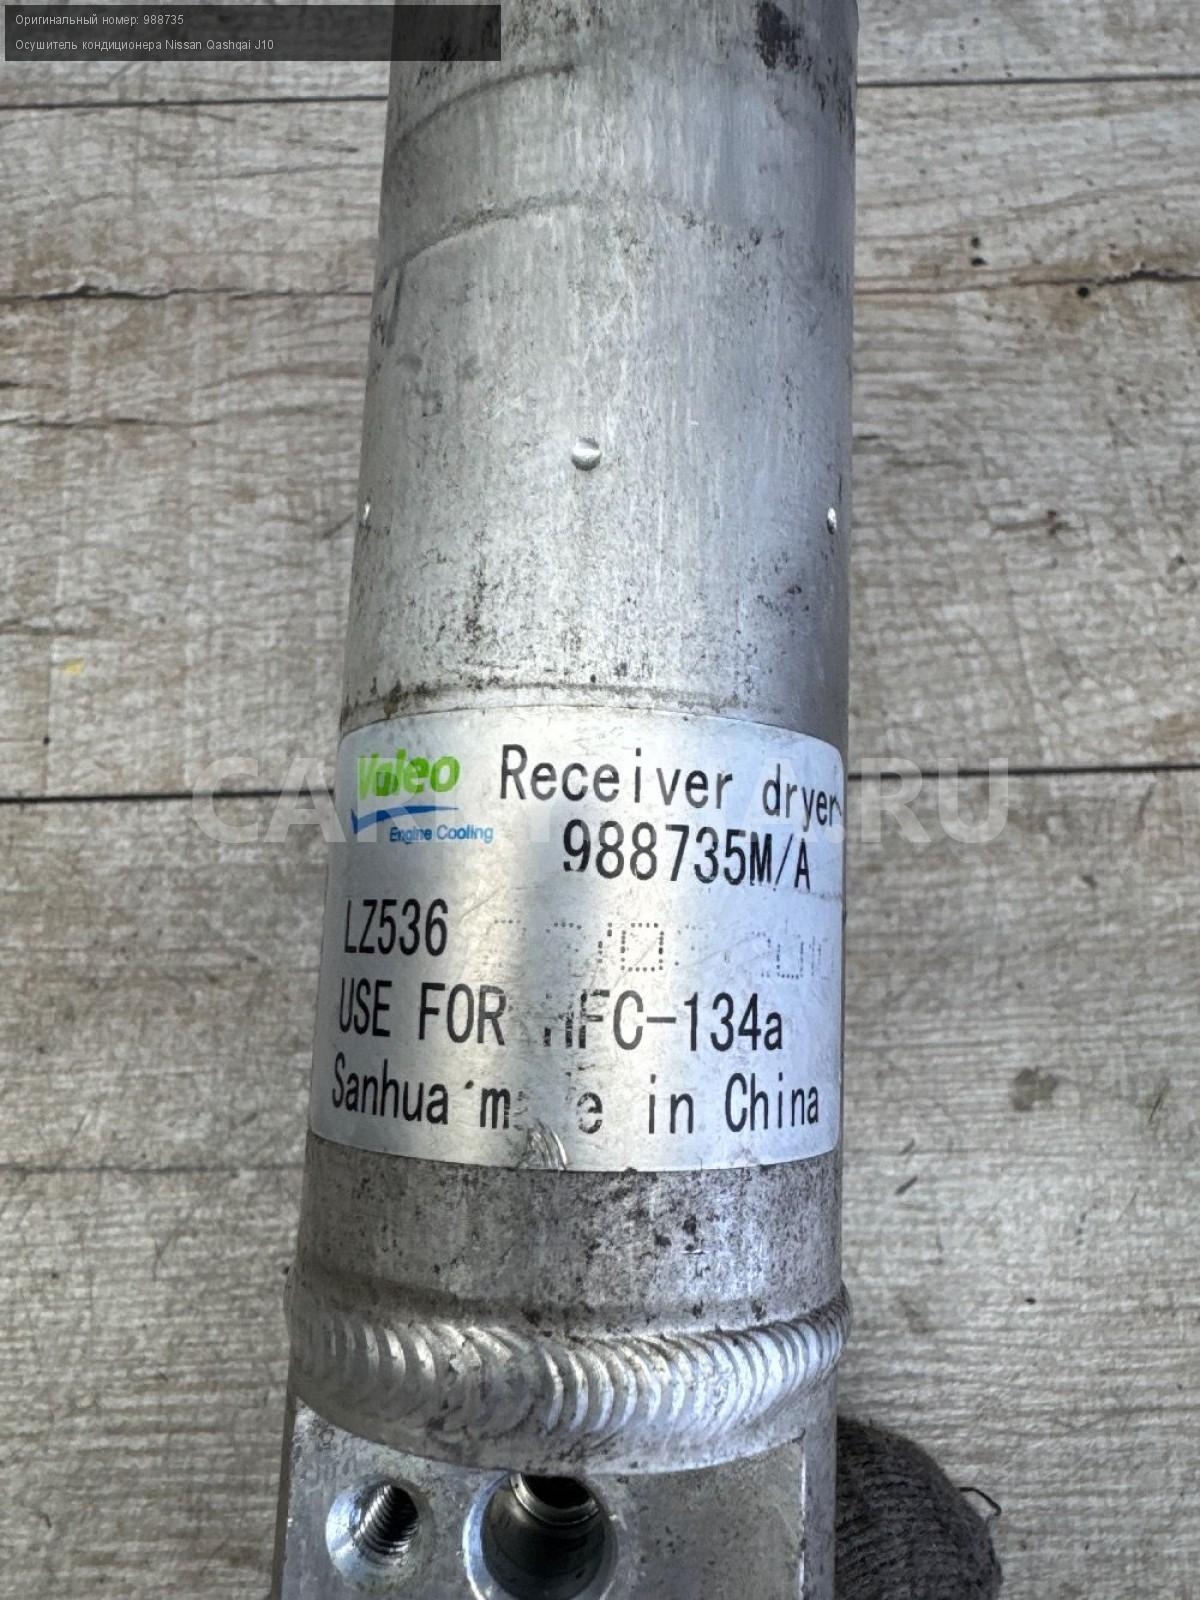 Оригинальный номер: 988735
Осушитель кондиционера Nissan Qashqai J10
Valeo
Engine Cooling
Receiver dryer
988735M/A
LZ536
USE FOR HFC-134a
Sanhua made in China